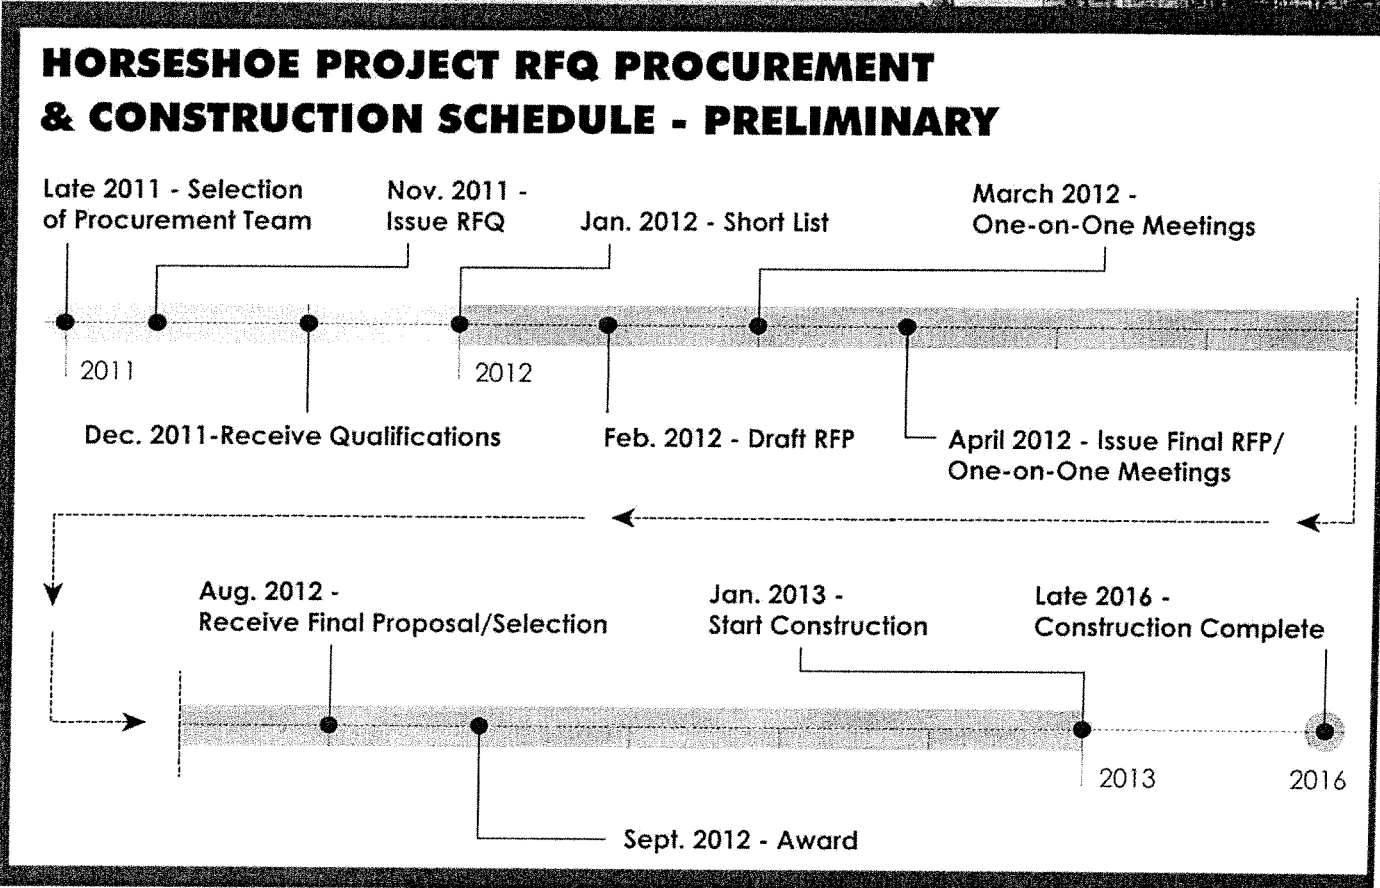 HORSESHOE PROJECT RFQ PROCUREMENT
& CONSTRUCTION SCHEDULE - PRELIMINARY
Late 2011 - Selection
of Procurement Team
Nov. 2011 -
Issue RFQ
Jan. 2012 - Short List
March 2012 -
One-on-One Meetings
2011
2012
Dec. 2011-Receive Qualifications
Feb. 2012 - Draft RFP
April 2012 - Issue Final RFP/
One-on-One Meetings
Aug. 2012 -
Receive Final Proposal/Selection
Jan. 2013 -
Start Construction
Late 2016 -
Construction Complete
2013
2016
Sept. 2012 - Award